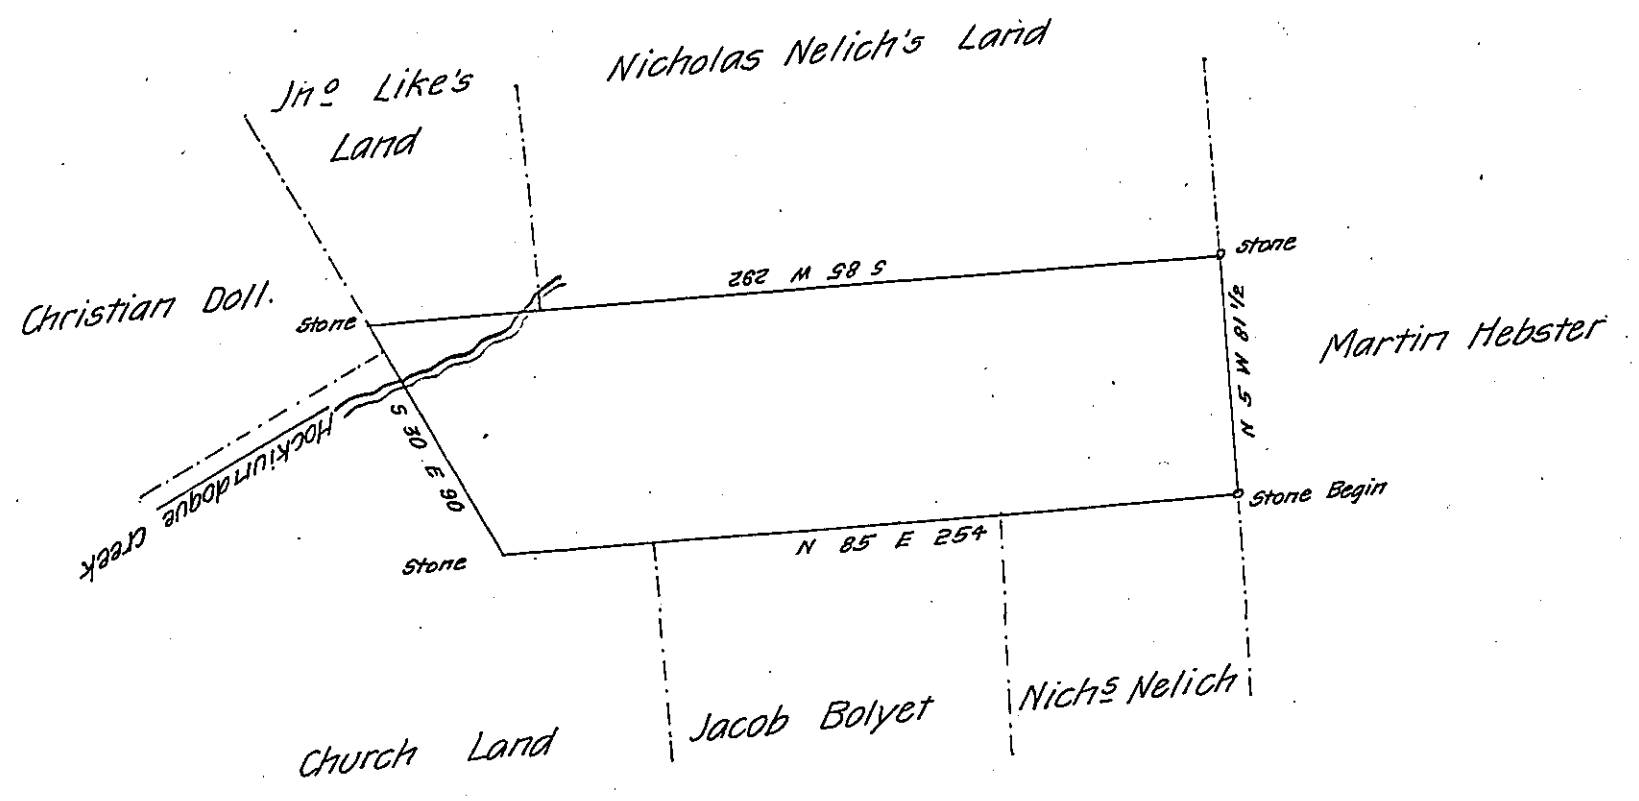 Jnº Like's
Land
Nicholas Nelich's Land
Christian Doll.
Stone
S 85 W 292
Stone
N 5 W 81 1/2
Martin Hebster
Hockiundoque Creek
S 30 E 90
Stone
N 85 E 254
Stone Begin
Church Land
Jacob Bolyet
Nichs Nelich